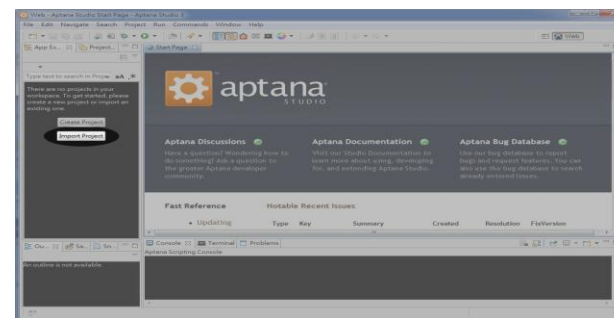 Web - Aptana Studio Start Page - Aptana Studio 3
File Edit Navigate Search Project Run Commands Window Help
Web
App Ex...
Project...
Start Page
Type text to search in Proje
There are no projects in your
workspace. To get started, please
create a new project or import an
existing one.
Create Project
Import Project
aptana
STUDIO
Aptana Discussions
Have a question? Wondering how to
do something? Ask a question to
the greater Aptana developer
community.
Aptana Documentation
Visit our Studio Documentation to
learn more about using, developing
for, and extending Aptana Studio.
Aptana Bug Database
Use our bug database to report
bugs and request features. You can
also use the bug database to search
already entered issues.
Fast Reference
• Updating
Notable Recent Issues
Type Key Summary Created Resolution FixVersion
Ou...
Sa...
Sn...
An outline is not available.
Console Terminal Problems
Aptana Scripting Console